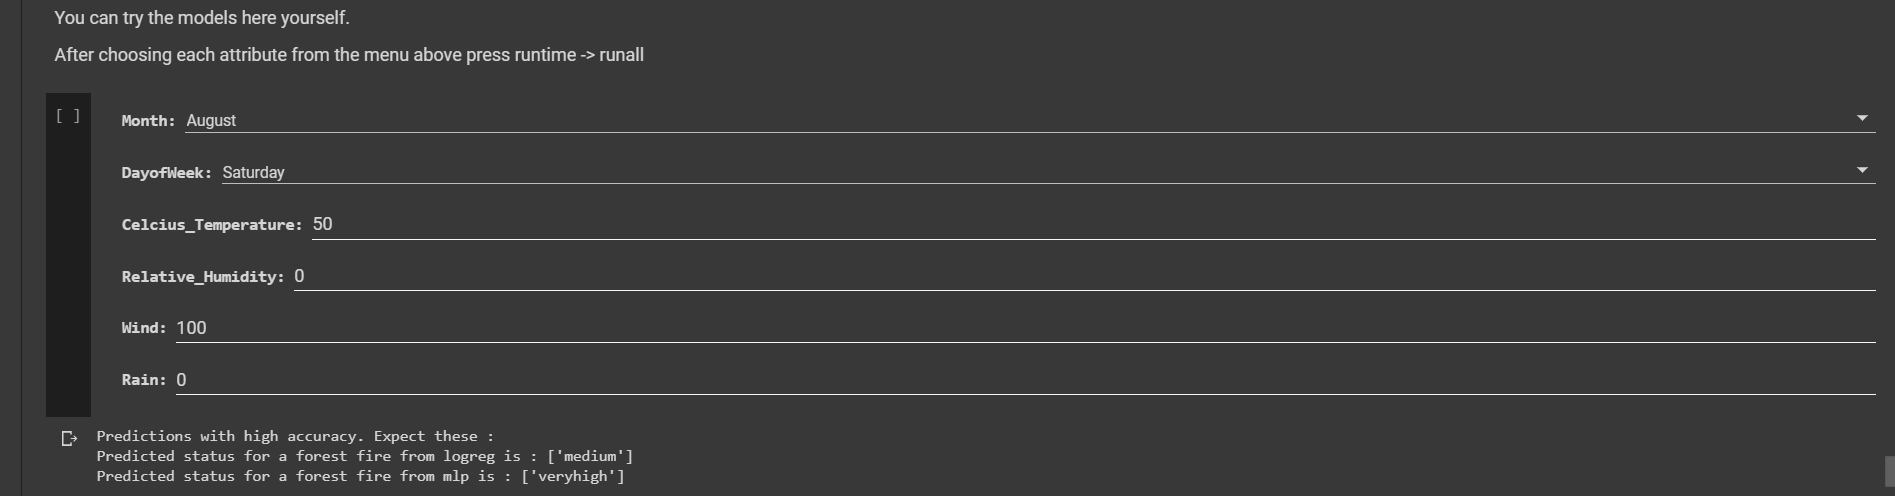 You can try the models here yourself.
After choosing each attribute from the menu above press runtime -> runall
[ ]
Month: August
DayofWeek: Saturday
Celcius_Temperature: 50
Relative_Humidity: 0
Wind: 100
Rain: 0
Predictions with high accuracy. Expect these :
Predicted status for a forest fire from logreg is : ['medium']
Predicted status for a forest fire from mlp is : ['veryhigh']